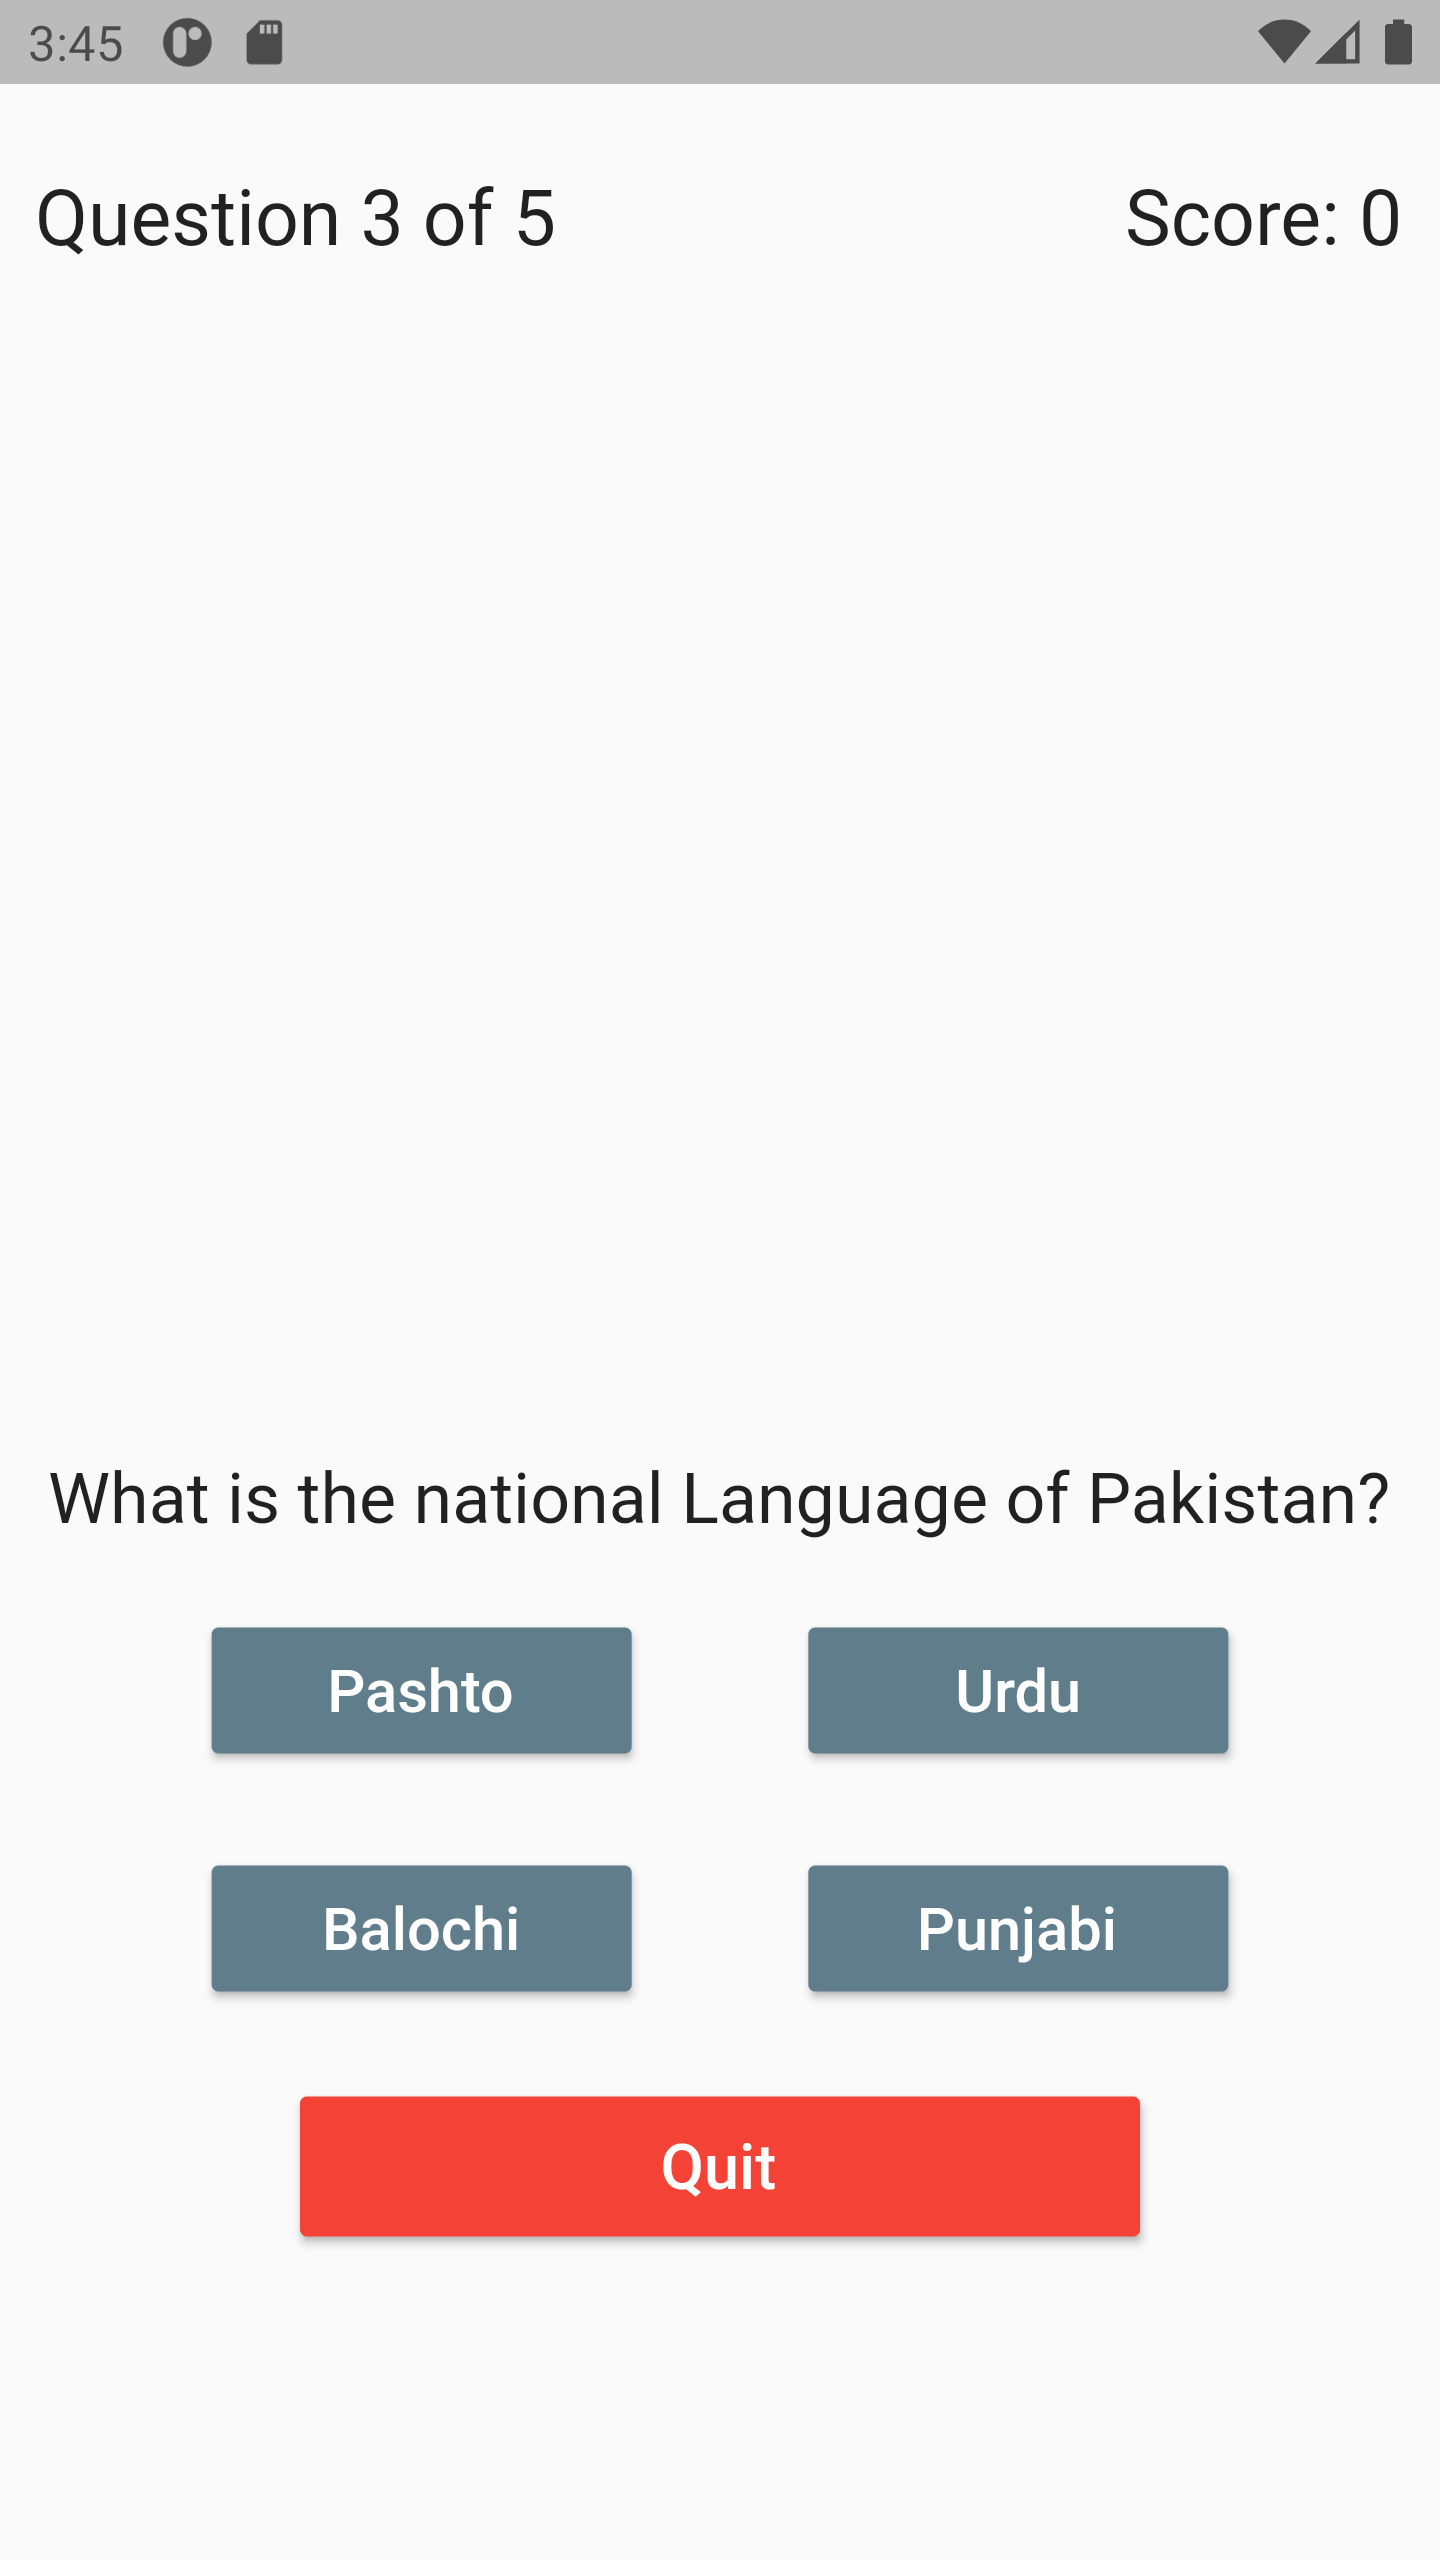 3:45
Question 3 of 5
Score: 0
What is the national Language of Pakistan?
Pashto
Urdu
Balochi
Punjabi
Quit